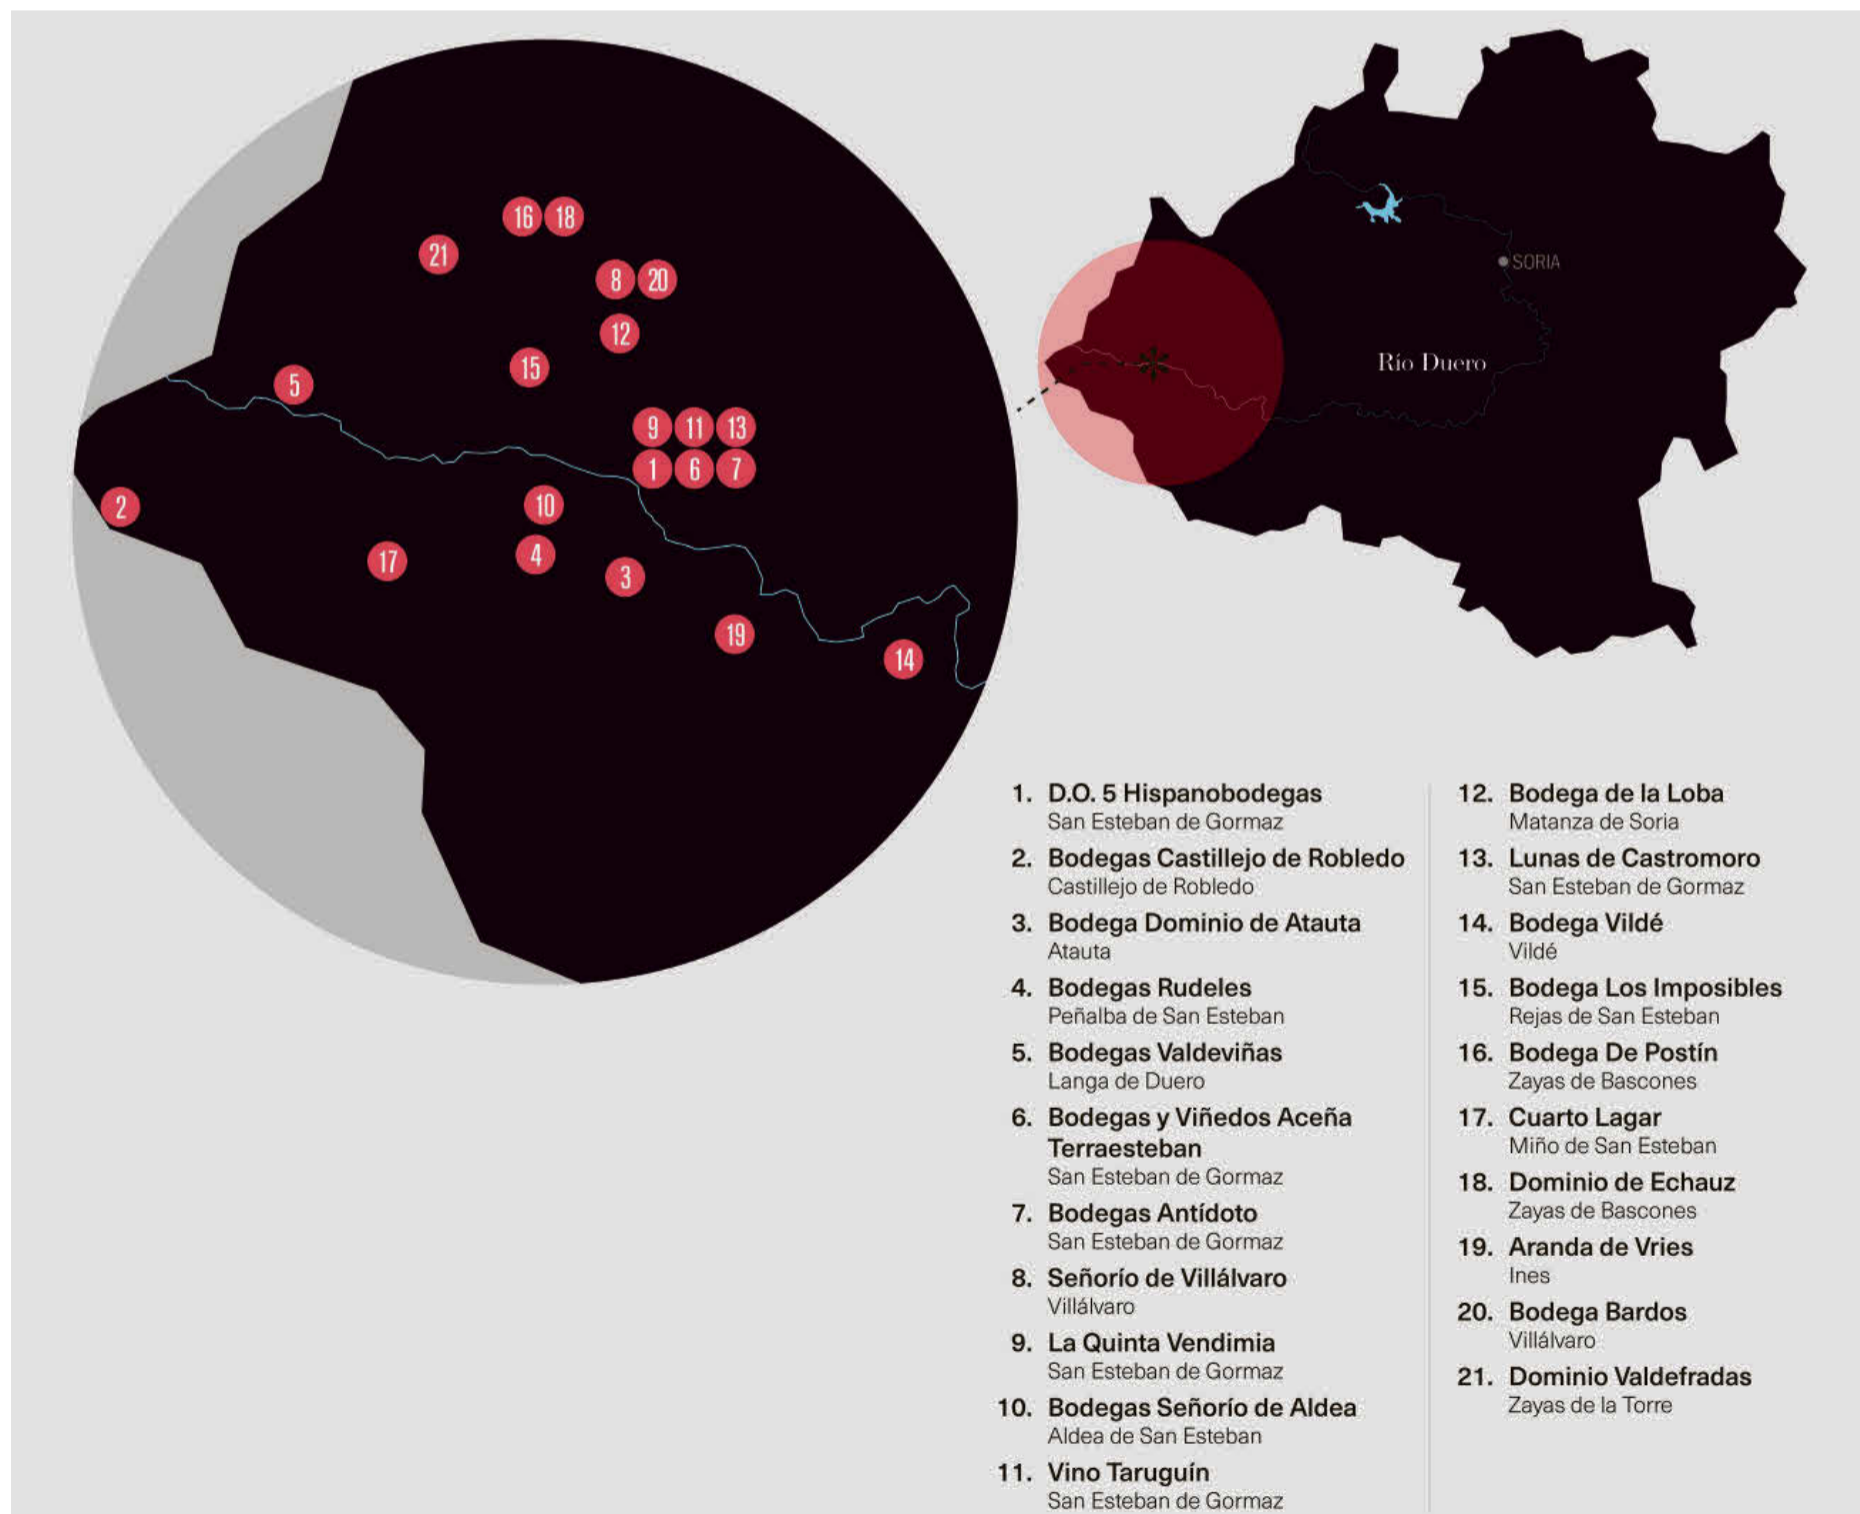 16 18
21
8 20
12
15
5
9 11 13
1 6 7
2
10
17
4
3
19
14
SORIA
Río Duero
1. D.O. 5 Hispanobodegas
San Esteban de Gormaz
2. Bodegas Castillejo de Robledo
Castillejo de Robledo
3. Bodega Dominio de Atauta
Atauta
4. Bodegas Rudeles
Peñalba de San Esteban
5. Bodegas Valdeviñas
Langa de Duero
6. Bodegas y Viñedos Aceña
Terraesteban
San Esteban de Gormaz
7. Bodegas Antídoto
San Esteban de Gormaz
8. Señorío de Villálvaro
Villálvaro
9. La Quinta Vendimia
San Esteban de Gormaz
10. Bodegas Señorío de Aldea
Aldea de San Esteban
11. Vino Taruguín
San Esteban de Gormaz
12. Bodega de la Loba
Matanza de Soria
13. Lunas de Castromoro
San Esteban de Gormaz
14. Bodega Vildé
Vildé
15. Bodega Los Imposibles
Rejas de San Esteban
16. Bodega De Postín
Zayas de Bascones
17. Cuarto Lagar
Miño de San Esteban
18. Dominio de Echauz
Zayas de Bascones
19. Aranda de Vries
Ines
20. Bodega Bardos
Villálvaro
21. Dominio Valdefradas
Zayas de la Torre